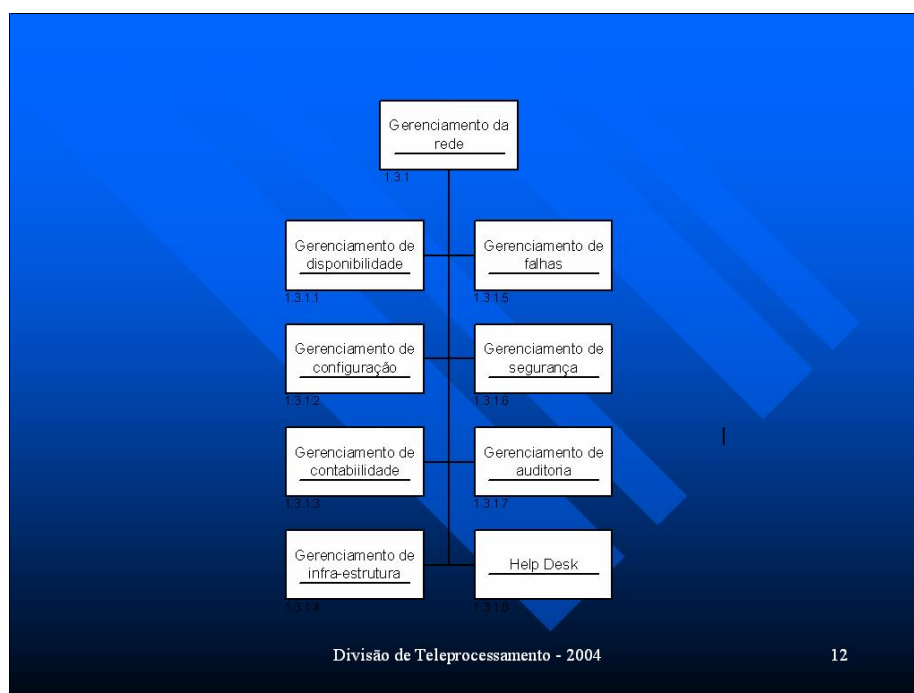 Gerenciamento da
rede
1.3.1
Gerenciamento de
disponibilidade
1.3.1.1
Gerenciamento de
falhas
1.3.1.5
Gerenciamento de
configuração
1.3.1.2
Gerenciamento de
segurança
1.3.1.6
Gerenciamento de
contabiilidade
1.3.1.3
Gerenciamento de
auditoria
1.3.1.7
Gerenciamento de
infra-estrutura
1.3.1.4
Help Desk
1.3.1.8
Divisão de Teleprocessamento - 2004
12